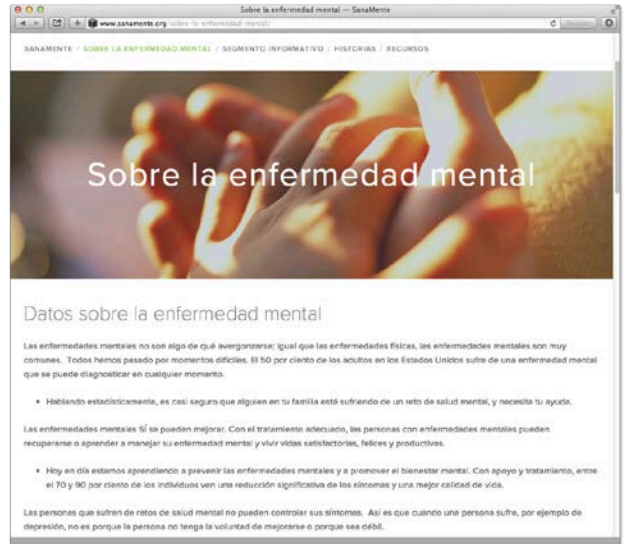 Sobre la enfermedad mental — SanaMente
www.sanamente.org/sobre-la-enfermedad-mental/
SANAMENTE / SOBRE LA ENFERMEDAD MENTAL / SEGMENTO INFORMATIVO / HISTORIAS / RECURSOS
Sobre la enfermedad mental
Datos sobre la enfermedad mental
Las enfermedades mentales no son algo de qué avergonzarse; igual que las enfermedades físicas, las enfermedades mentales son muy
comunes. Todos hemos pasado por momentos difíciles. El 50 por ciento de los adultos en los Estados Unidos sufre de una enfermedad mental
que se puede diagnosticar en cualquier momento.
• Hablando estadísticamente, es casi seguro que alguien en tu familia esté sufriendo de un reto de salud mental, y necesita tu ayuda.
Las enfermedades mentales SÍ se pueden mejorar. Con el tratamiento adecuado, las personas con enfermedades mentales pueden
recuperarse o aprender a manejar su enfermedad mental y vivir vidas satisfactorias, felices y productivas.
• Hoy en día estamos aprendiendo a prevenir las enfermedades mentales y a promover el bienestar mental. Con apoyo y tratamiento, entre
el 70 y 90 por ciento de los individuos ven una reducción significativa de los síntomas y una mejor calidad de vida.
Las personas que sufren de retos de salud mental no pueden controlar sus síntomas. Así es que cuando una persona sufre, por ejemplo de
depresión, no es porque la persona no tenga la voluntad de mejorarse o porque sea débil.